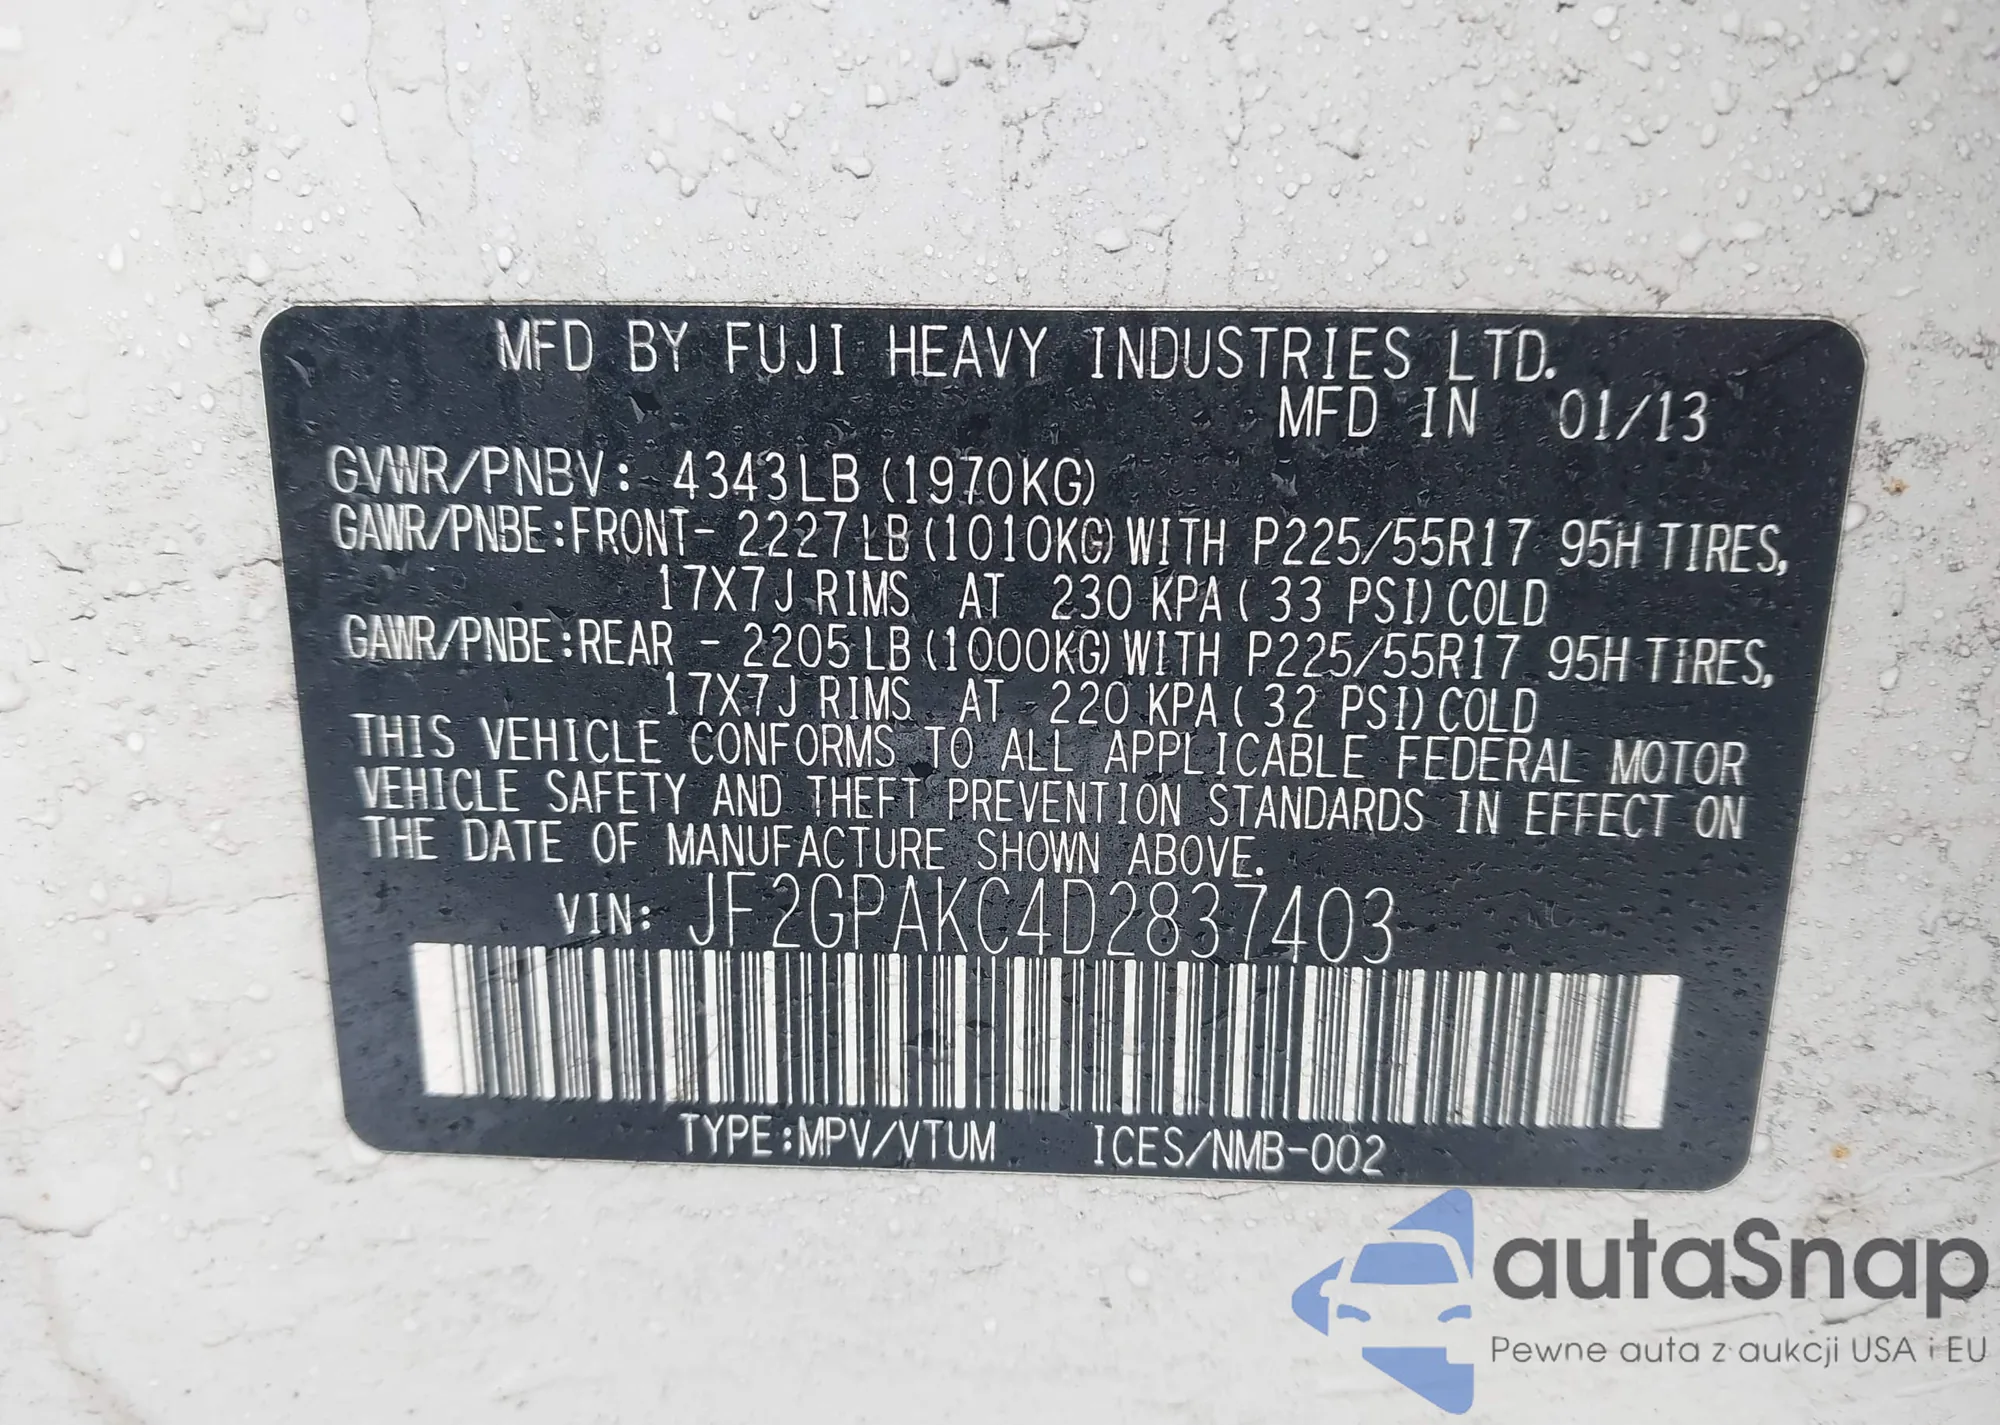 MFD BY FUJI HEAVY INDUSTRIES LTD.
MFD IN 01/13
GVWR/PNBV: 4343LB (1970KG)
GAWR/PNBE:FRONT- 2227LB (1010KG) WITH P225/55R17 95H TIRES,
17X7J RIMS AT 230 KPA ( 33 PSI) COLD
GAWR/PNBE:REAR - 2205LB (1000KG) WITH P225/55R17 95H TIRES,
17X7J RIMS AT 220 KPA ( 32 PSI) COLD
THIS VEHICLE CONFORMS TO ALL APPLICABLE FEDERAL MOTOR
VEHICLE SAFETY AND THEFT PREVENTION STANDARDS IN EFFECT ON
THE DATE OF MANUFACTURE SHOWN ABOVE.
VIN: JF2GPAKC4D2837403
TYPE:MPV/VTUM ICES/NMB-002
autaSnap
Pewne auta z aukcji USA i EU